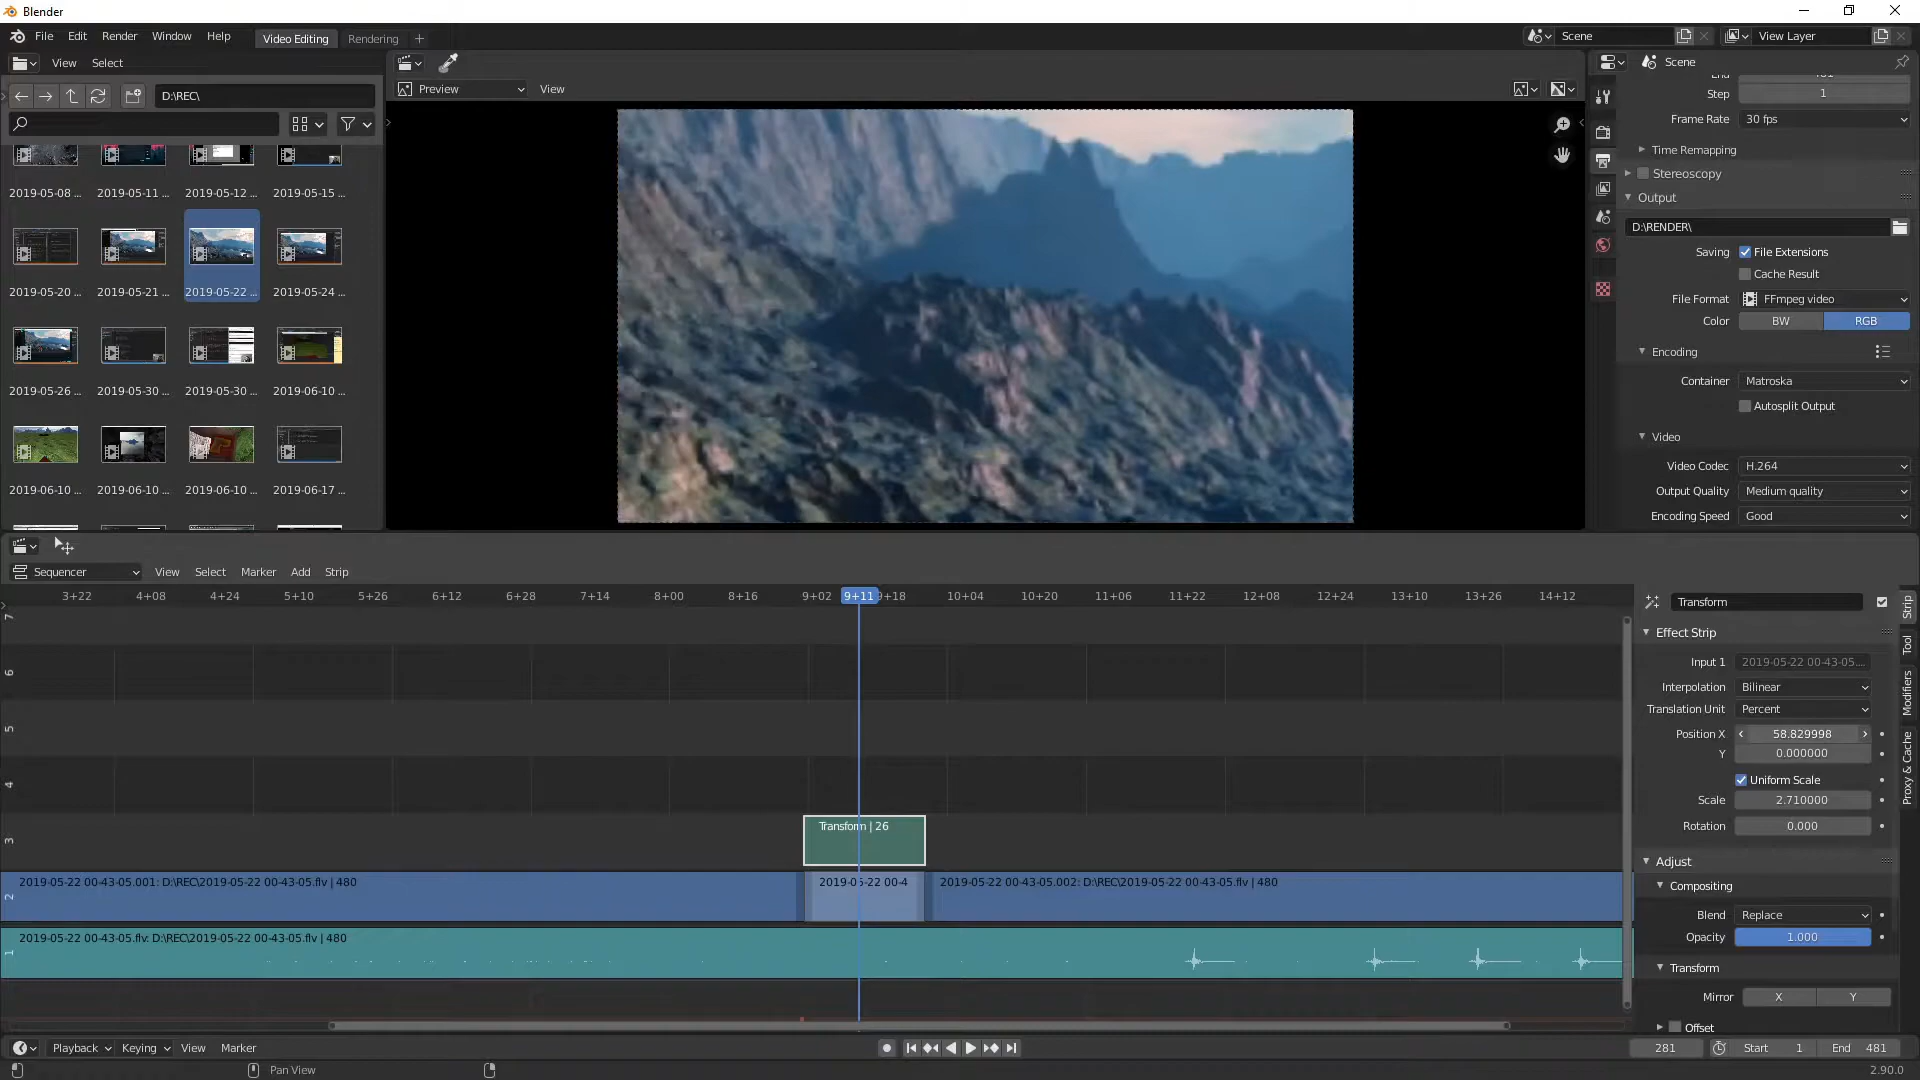 Blender
File Edit Render Window Help Video Editing Rendering + Scene View Layer
View Select
Scene
D:\REC\
Preview View
Step 1
Frame Rate 30 fps
Time Remapping
Stereoscopy
Output
2019-05-08 ... 2019-05-11 ... 2019-05-12 ... 2019-05-15 ...
D:\RENDER\
Saving File Extensions
Cache Result
2019-05-20 ... 2019-05-21 ... 2019-05-22 ... 2019-05-24 ...
File Format FFmpeg video
Color BW RGB
Encoding
Container Matroska
2019-05-26 ... 2019-05-30 ... 2019-05-30 ... 2019-06-10 ...
Autosplit Output
Video
Video Codec H.264
2019-06-10 ... 2019-06-10 ... 2019-06-10 ... 2019-06-17 ...
Output Quality Medium quality
Encoding Speed Good
Sequencer View Select Marker Add Strip
3+22 4+08 4+24 5+10 5+26 6+12 6+28 7+14 8+00 8+16 9+02 9+11 9+18 10+04 10+20 11+06 11+22 12+08 12+24 13+10 13+26 14+12
7
6
5
4
3
2
1
Transform | 26
2019-05-22 00-43-05.001: D:\REC\2019-05-22 00-43-05.flv | 480
2019-05-22 00-4
2019-05-22 00-43-05.002: D:\REC\2019-05-22 00-43-05.flv | 480
2019-05-22 00-43-05.flv: D:\REC\2019-05-22 00-43-05.flv | 480
Transform
Effect Strip
Input 1 2019-05-22 00-43-05....
Interpolation Bilinear
Translation Unit Percent
Position X 58.829998
Y 0.000000
Uniform Scale
Scale 2.710000
Rotation 0.000
Adjust
Compositing
Blend Replace
Opacity 1.000
Transform
Mirror X Y
Offset
Strip
Tool
Modifiers
Proxy & Cache
Playback Keying View Marker 281 Start 1 End 481
Pan View 2.90.0